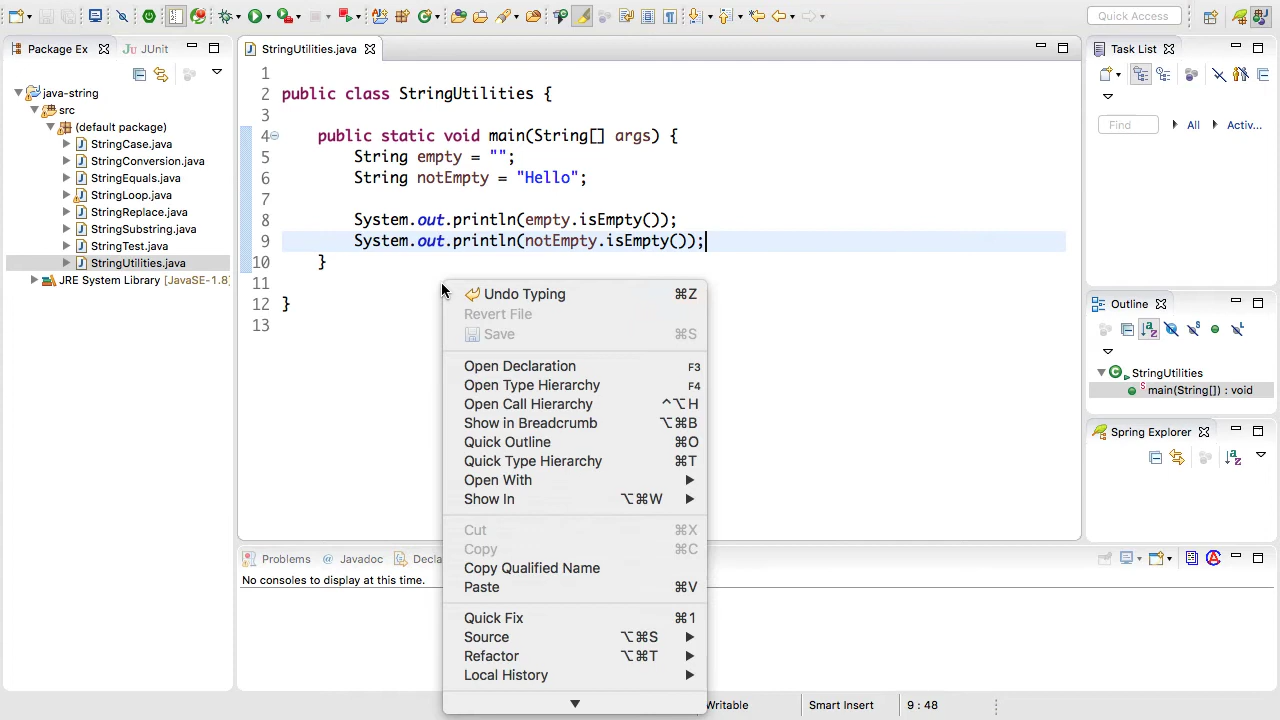 Quick Access
Package Ex
JUnit
java-string
src
(default package)
StringCase.java
StringConversion.java
StringEquals.java
StringLoop.java
StringReplace.java
StringSubstring.java
StringTest.java
StringUtilities.java
JRE System Library [JavaSE-1.8]
StringUtilities.java
1
2 public class StringUtilities {
3
4 public static void main(String[] args) {
5 String empty = "";
6 String notEmpty = "Hello";
7
8 System.out.println(empty.isEmpty());
9 System.out.println(notEmpty.isEmpty());
10 }
11
12 }
13
Undo Typing ⌘Z
Revert File
Save ⌘S
Open Declaration F3
Open Type Hierarchy F4
Open Call Hierarchy ^⌥H
Show in Breadcrumb ⌥⌘B
Quick Outline ⌘O
Quick Type Hierarchy ⌘T
Open With
Show In ⌥⌘W
Cut ⌘X
Copy ⌘C
Copy Qualified Name
Paste ⌘V
Quick Fix ⌘1
Source ⌥⌘S
Refactor ⌥⌘T
Local History
Problems
@ Javadoc
Decla
No consoles to display at this time.
Task List
Find
All
Activ...
Outline
StringUtilities
main(String[]) : void
Spring Explorer
Writable
Smart Insert
9 : 48